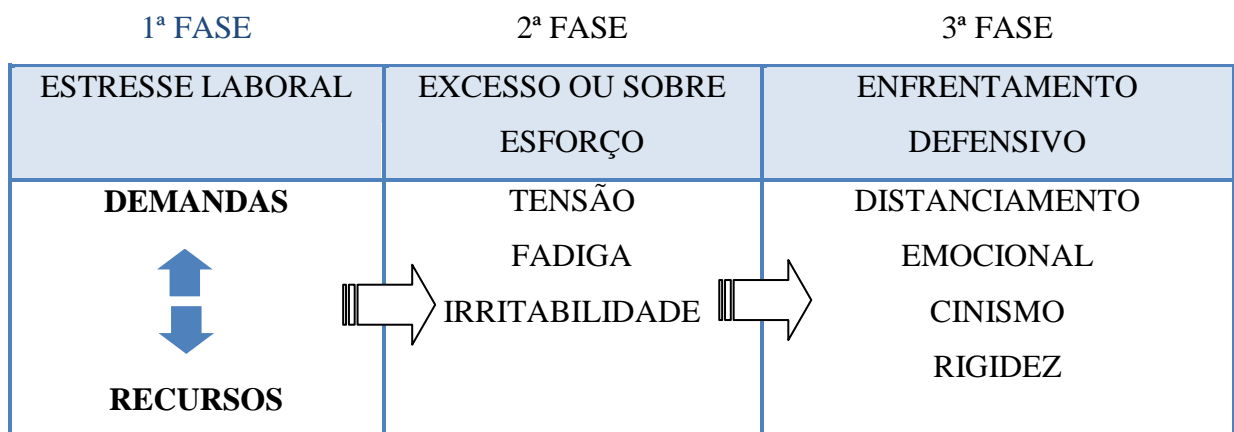 1ª FASE
2ª FASE
3ª FASE
ESTRESSE LABORAL
EXCESSO OU SOBRE
ESFORÇO
ENFRENTAMENTO
DEFENSIVO
DEMANDAS
RECURSOS
TENSÃO
FADIGA
IRRITABILIDADE
DISTANCIAMENTO
EMOCIONAL
CINISMO
RIGIDEZ